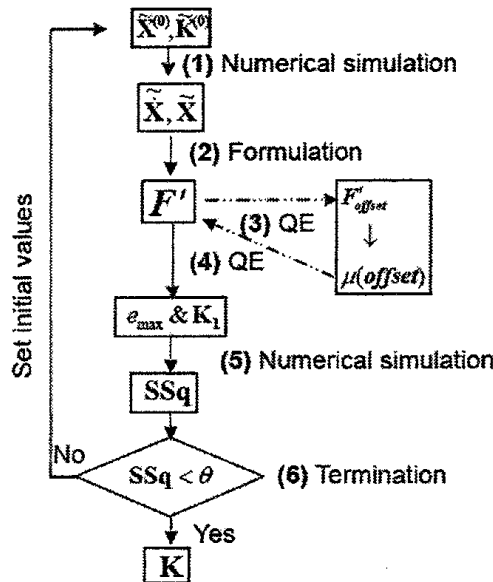 X̃⁽⁰⁾, K̃⁽⁰⁾
(1) Numerical simulation
Ẋ̃, X̃
(2) Formulation
F'
(3) QE
F'offset
↓
μ(offset)
(4) QE
emax & K1
(5) Numerical simulation
SSq
No
SSq < θ
(6) Termination
Yes
K
Set initial values